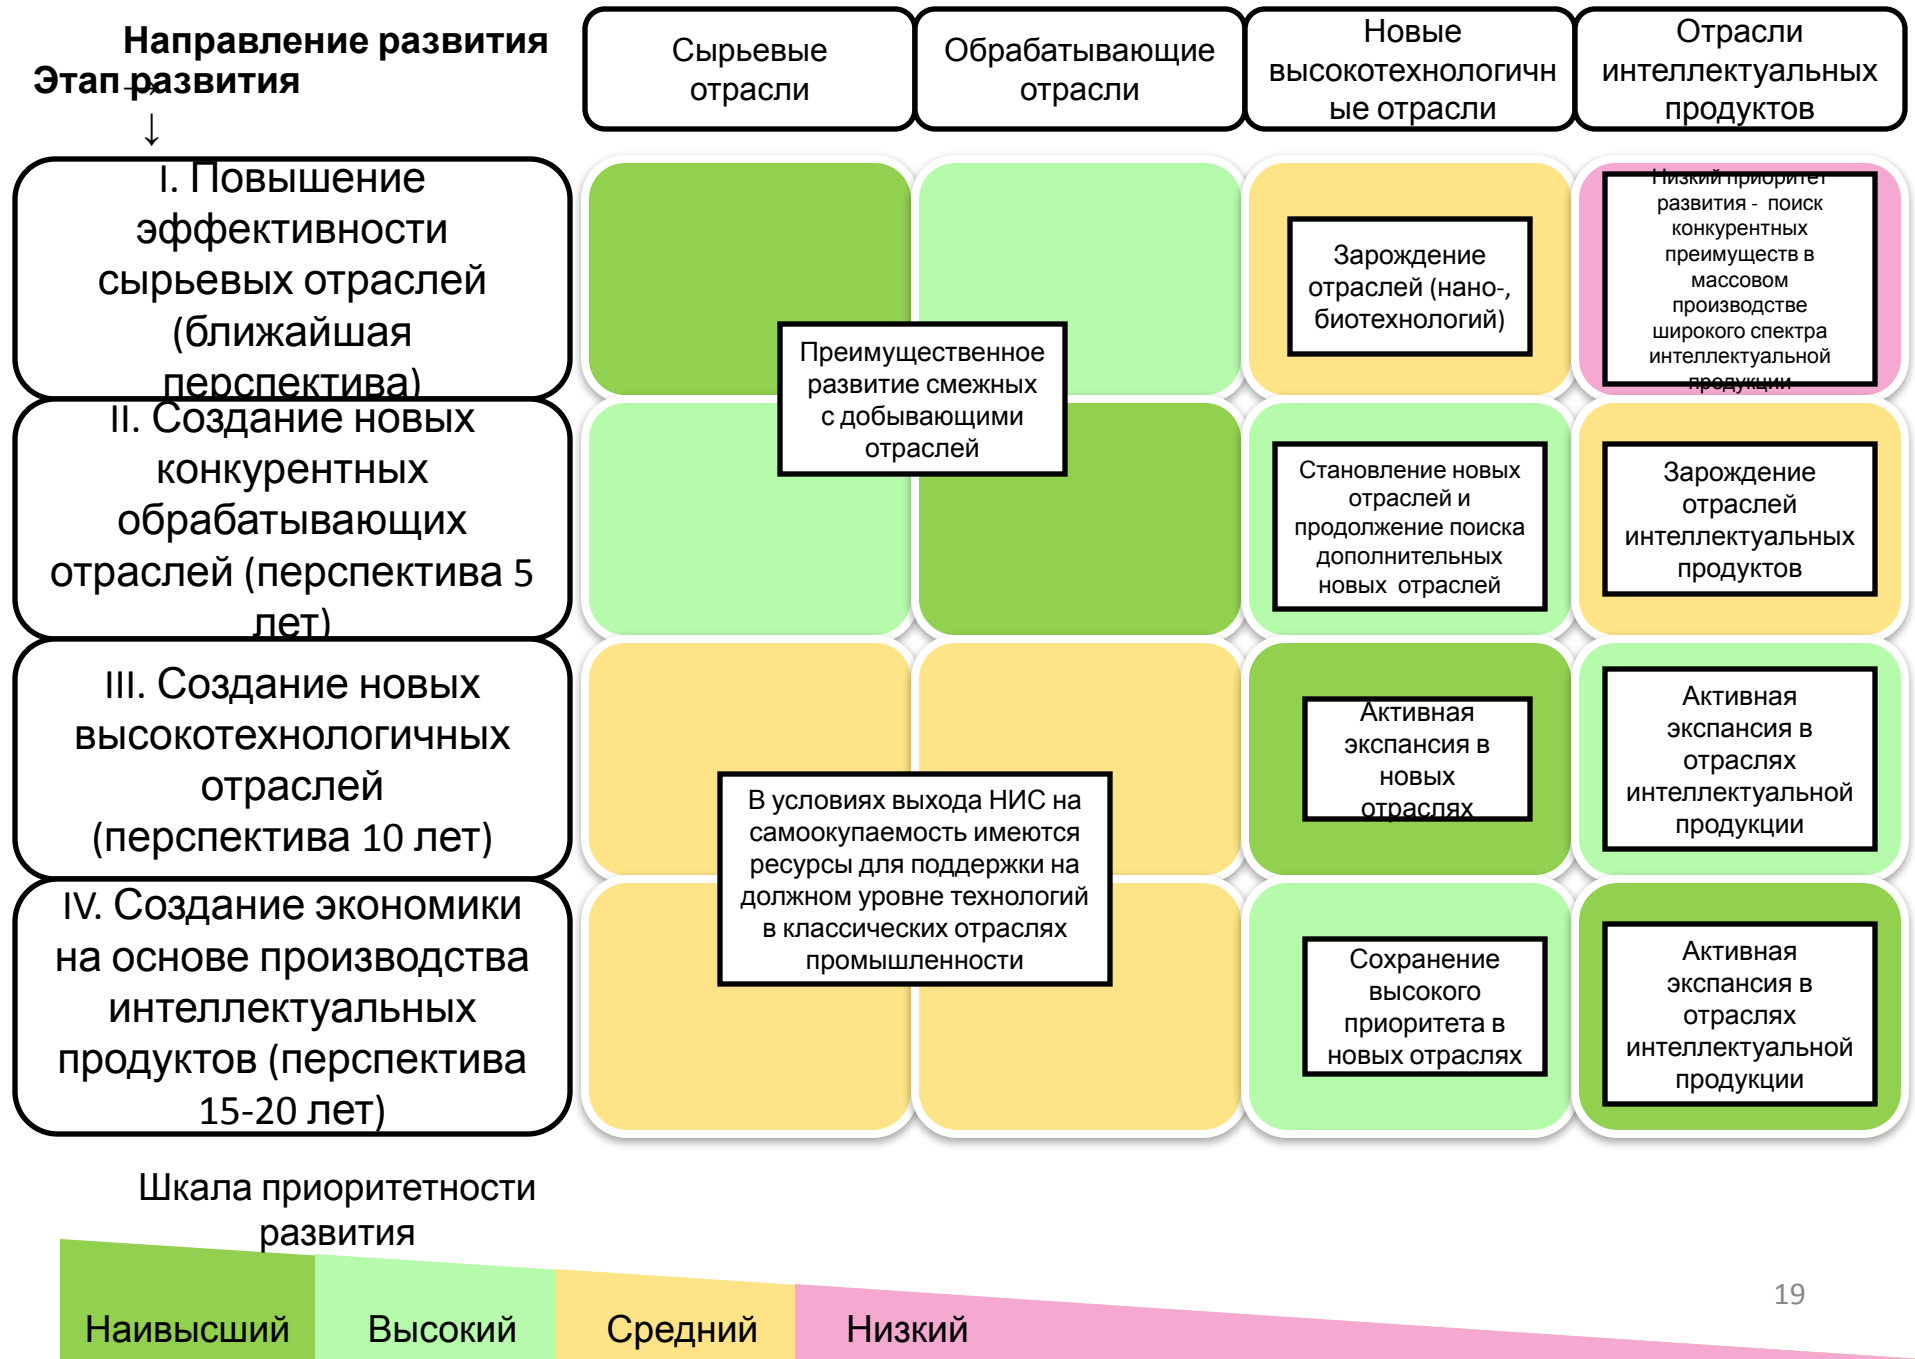 Направление развития
→
Этап развития
↓
Сырьевые
отрасли
Обрабатывающие
отрасли
Новые
высокотехнологичн
ые отрасли
Отрасли
интеллектуальных
продуктов
I. Повышение
эффективности
сырьевых отраслей
(ближайшая
перспектива)
Преимущественное
развитие смежных
с добывающими
отраслей
Зарождение
отраслей (нано-,
биотехнологий)
Низкий приоритет
развития - поиск
конкурентных
преимуществ в
массовом
производстве
широкого спектра
интеллектуальной
продукции
II. Создание новых
конкурентных
обрабатывающих
отраслей (перспектива 5
лет)
Становление новых
отраслей и
продолжение поиска
дополнительных
новых отраслей
Зарождение
отраслей
интеллектуальных
продуктов
III. Создание новых
высокотехнологичных
отраслей
(перспектива 10 лет)
В условиях выхода НИС на
самоокупаемость имеются
ресурсы для поддержки на
должном уровне технологий
в классических отраслях
промышленности
Активная
экспансия в
новых
отраслях
Активная
экспансия в
отраслях
интеллектуальной
продукции
IV. Создание экономики
на основе производства
интеллектуальных
продуктов (перспектива
15-20 лет)
Сохранение
высокого
приоритета в
новых отраслях
Активная
экспансия в
отраслях
интеллектуальной
продукции
Шкала приоритетности
развития
Наивысший
Высокий
Средний
Низкий
19